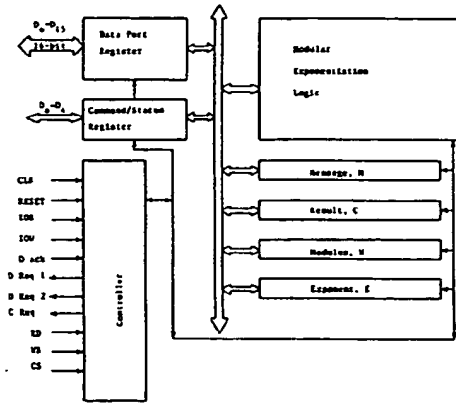 D0-D15
16-bit
Data Port
Register
D0-D4
Command/Status
Register
Modular
Exponentiation
Logic
CLK
RESET
IOR
IOW
D ack
D Req 1
D Req 2
C Req
RD
WR
CS
Controller
Message, M
Result, C
Modulus, N
Exponent, E